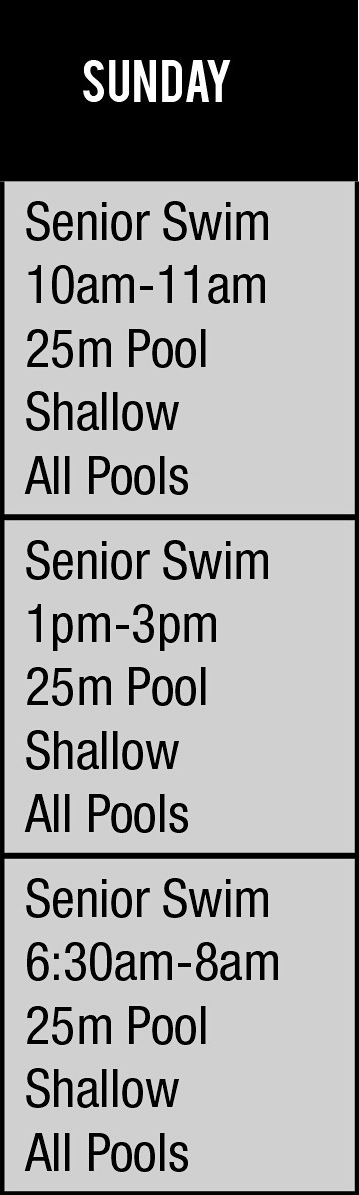 SUNDAY
Senior Swim
10am-11am
25m Pool
Shallow
All Pools
Senior Swim
1pm-3pm
25m Pool
Shallow
All Pools
Senior Swim
6:30am-8am
25m Pool
Shallow
All Pools